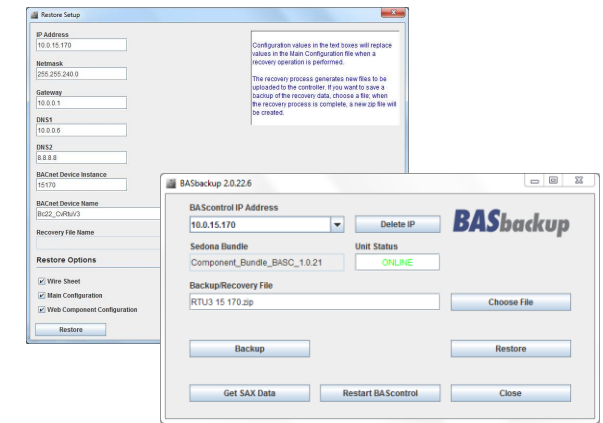 Restore Setup
IP Address
10.0.15.170
Netmask
255.255.240.0
Gateway
10.0.0.1
DNS1
10.0.0.6
DNS2
8.8.8.8
BACnet Device Instance
15170
BACnet Device Name
Bc22_CvRtuV3
Recovery File Name
Restore Options
Wire Sheet
Main Configuration
Web Component Configuration
Restore
Configuration values in the text boxes will replace
values in the Main Configuration file when a
recovery operation is performed.
The recovery process generates new files to be
uploaded to the controller. If you want to save a
backup of the recovery data, choose a file; when
the recovery process is complete, a new zip file will
be created.
BASbackup 2.0.22.6
BAScontrol IP Address
10.0.15.170
Delete IP
BASbackup
Sedona Bundle
Unit Status
Component_Bundle_BASC_1.0.21
ONLINE
Backup/Recovery File
RTU3 15 170.zip
Choose File
Backup
Restore
Get SAX Data
Restart BAScontrol
Close